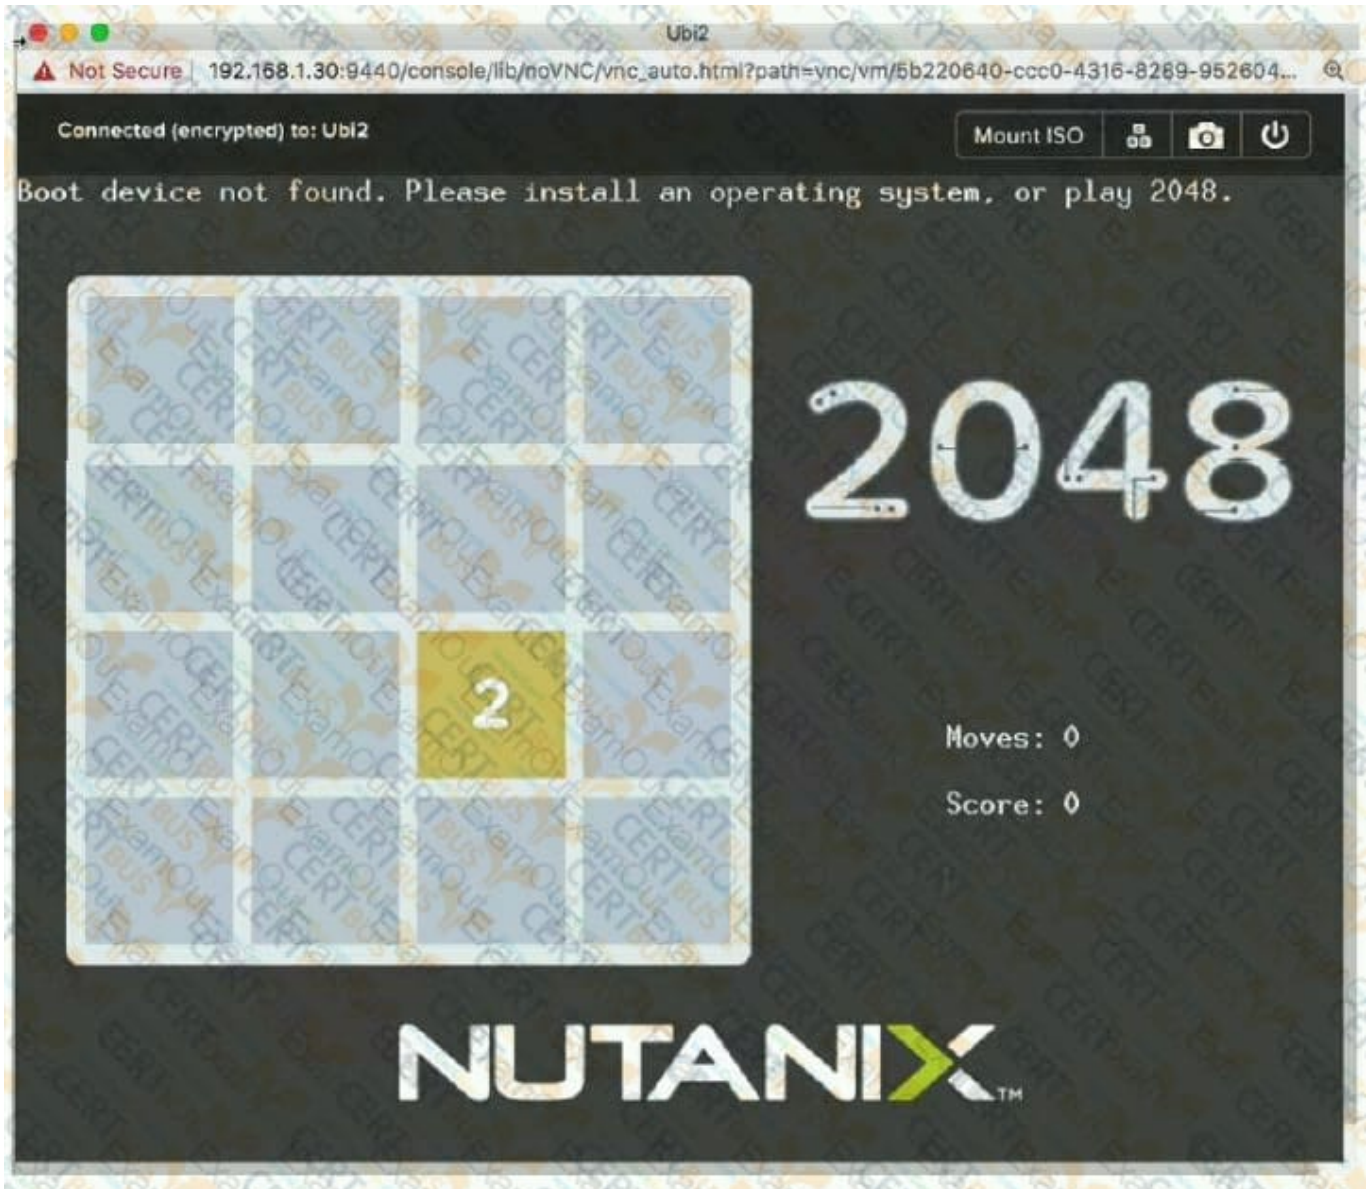 Ubi2
Not Secure 192.168.1.30:9440/console/lib/noVNC/vnc_auto.html?path=vnc/vm/5b220640-ccc0-4316-8289-952604...
Connected (encrypted) to: Ubi2
Mount ISO
Boot device not found. Please install an operating system, or play 2048.
2048
2
Moves: 0
Score: 0
NUTANIX™